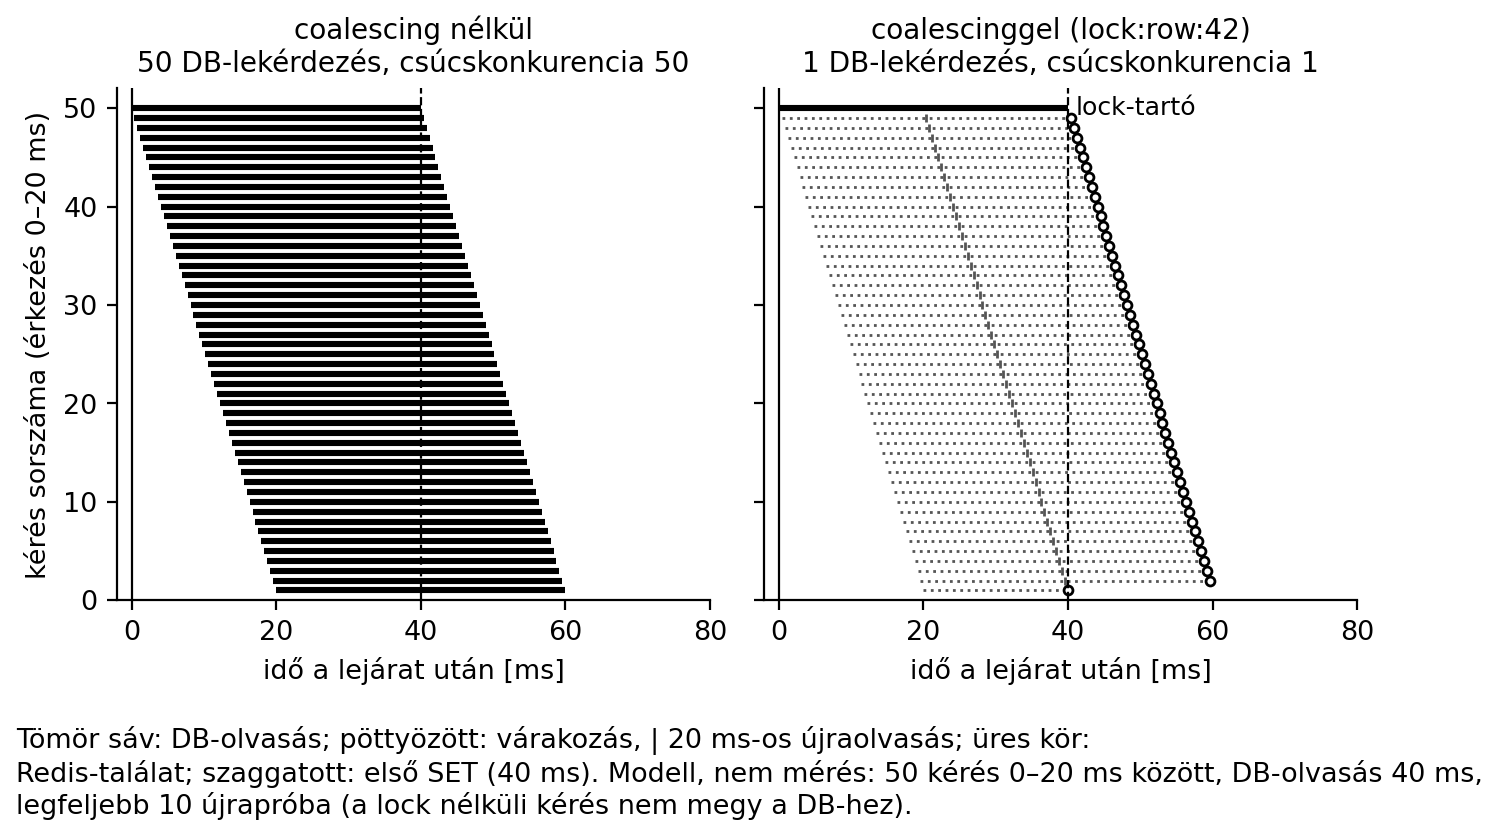 coalescing nélkül
50 DB-lekérdezés, csúcskonkurencia 50
coalescinggel (lock:row:42)
1 DB-lekérdezés, csúcskonkurencia 1
kérés sorszáma (érkezés 0–20 ms)
50
40
30
20
10
0
lock-tartó
0 20 40 60 80
0 20 40 60 80
idő a lejárat után [ms]
idő a lejárat után [ms]
Tömör sáv: DB-olvasás; pöttyözött: várakozás, | 20 ms-os újraolvasás; üres kör:
Redis-találat; szaggatott: első SET (40 ms). Modell, nem mérés: 50 kérés 0–20 ms között, DB-olvasás 40 ms,
legfeljebb 10 újrapróba (a lock nélküli kérés nem megy a DB-hez).